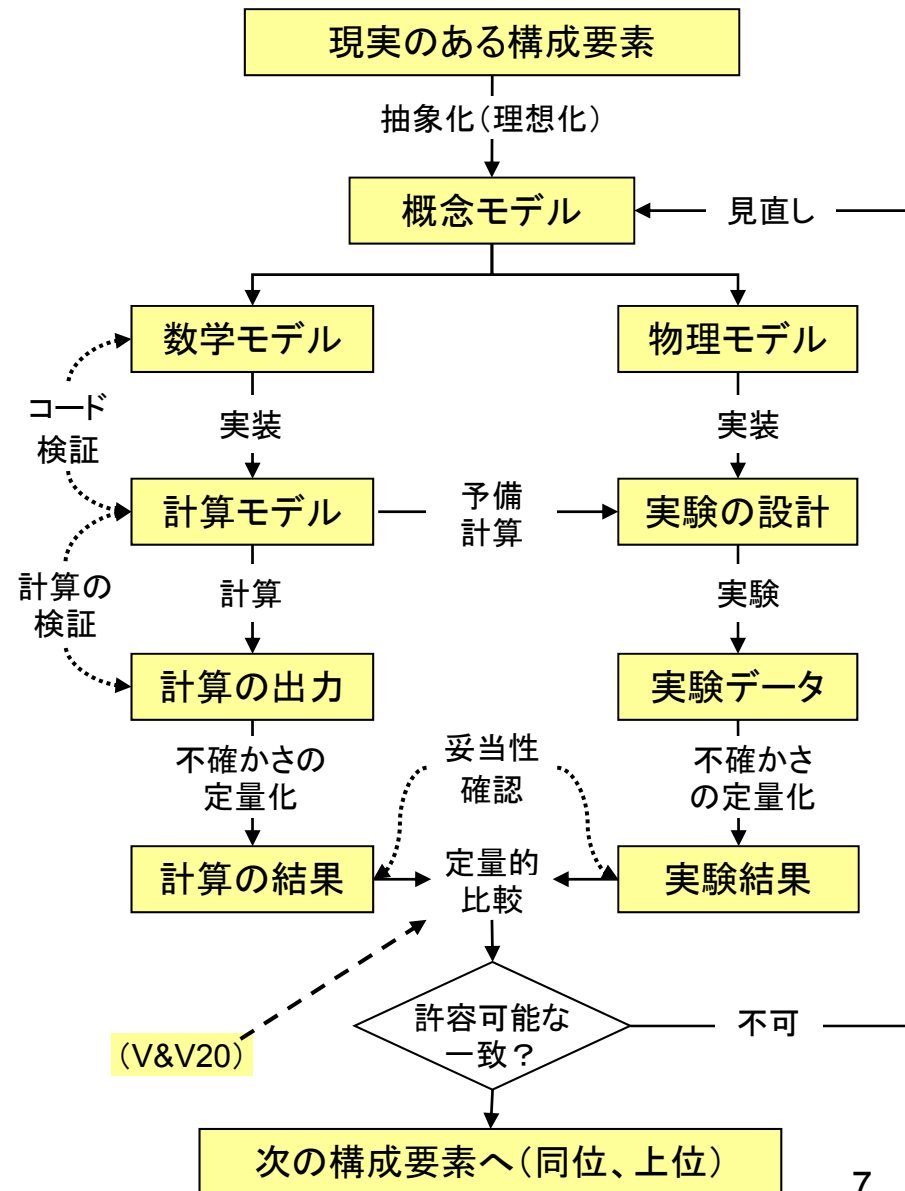 現実のある構成要素
抽象化(理想化)
概念モデル
見直し
数学モデル
物理モデル
コード
検証
実装
実装
計算モデル
予備
計算
実験の設計
計算の
検証
計算
実験
計算の出力
実験データ
不確かさの
定量化
妥当性
確認
不確かさ
の定量化
計算の結果
定量的
比較
実験結果
許容可能な
一致?
不可
(V&V20)
次の構成要素へ(同位、上位)
7